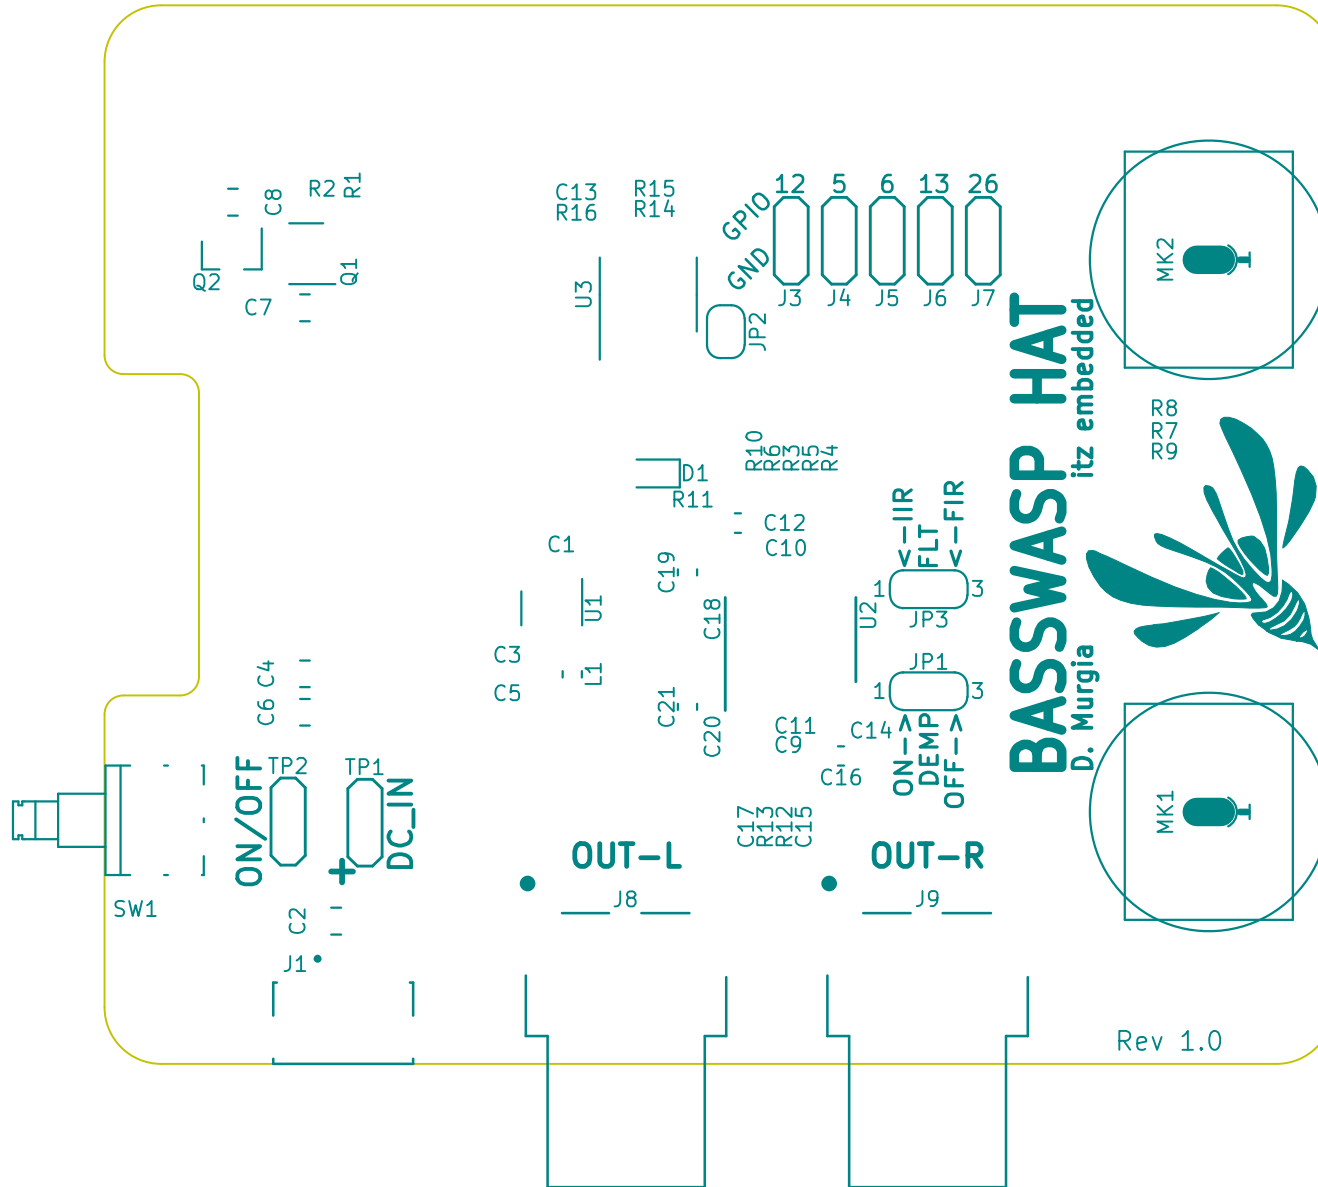 12 5 6 13 26
GPIO
GND
J3 J4 J5 J6 J7
C8
R2
R1
C13
R16
R15
R14
Q2
Q1
C7
U3
JP2
MK2
BASSWASP HAT
itz embedded
D. Murgia
R8
R7
R9
D1
R11
R10
R6
R3
R5
R4
C12
C10
<-IIR
FLT
<-FIR
1 3
JP3
C1
C19
U1
C18
U2
C3
C5
L1
C4
C6
C21
C20
JP1
1 3
ON->
DEMP
OFF->
C11
C9
C14
C16
TP2
TP1
ON/OFF
DC_IN
+
SW1
C2
J1
C17
R13
R12
C15
OUT-L
OUT-R
J8
J9
MK1
Rev 1.0